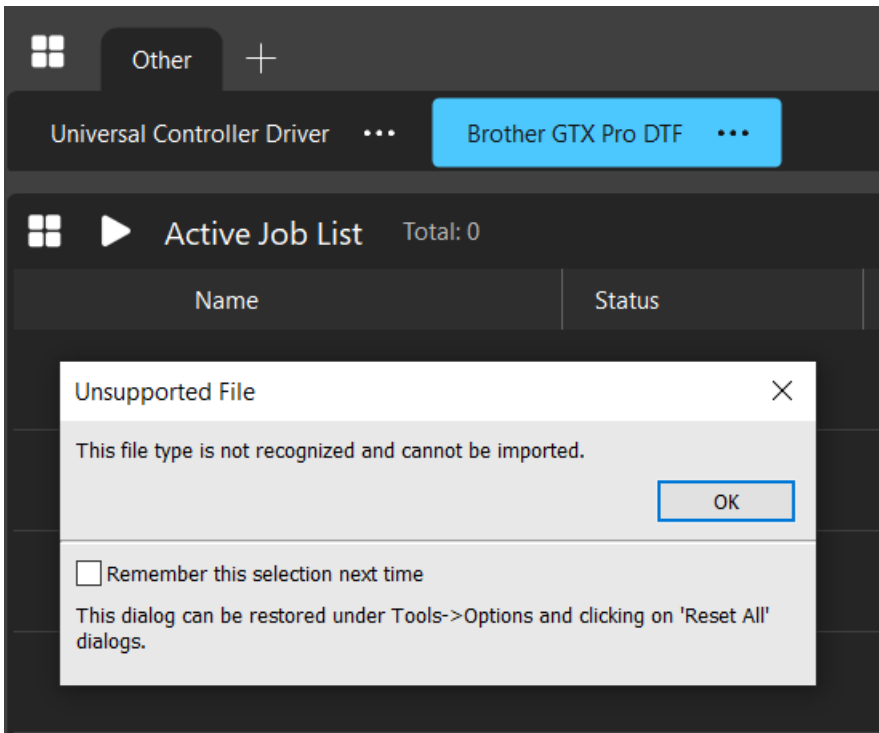 Other
Universal Controller Driver
Brother GTX Pro DTF
Active Job List Total: 0
Name Status
Unsupported File
This file type is not recognized and cannot be imported.
OK
Remember this selection next time
This dialog can be restored under Tools->Options and clicking on 'Reset All'
dialogs.